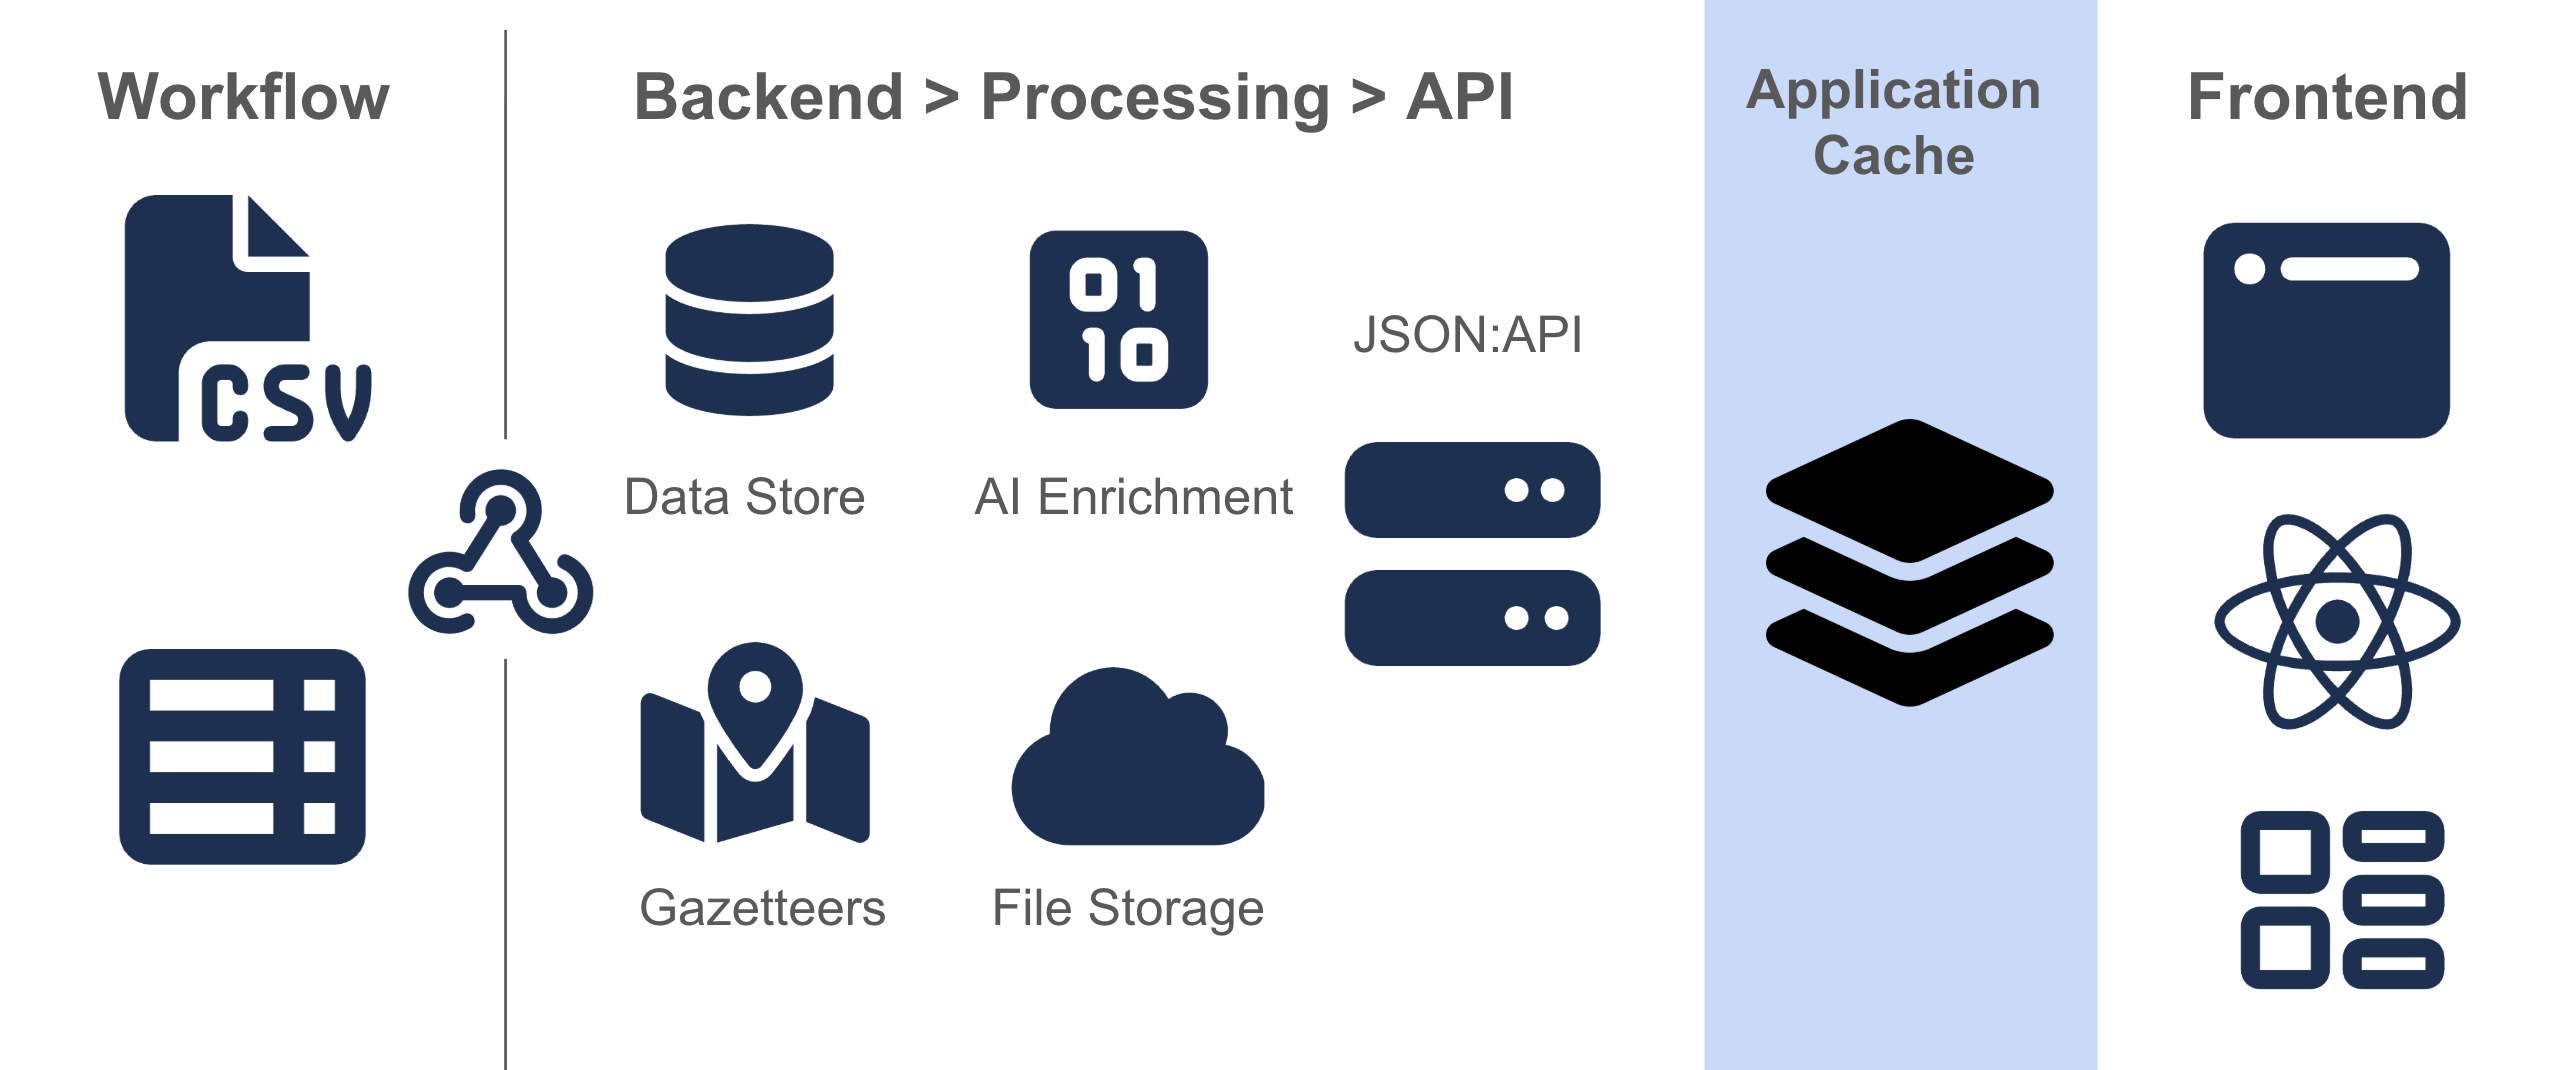 Workflow
Backend > Processing > API
Application
Cache
Frontend
CSV
01
10
JSON:API
Data Store
AI Enrichment
Gazetteers
File Storage